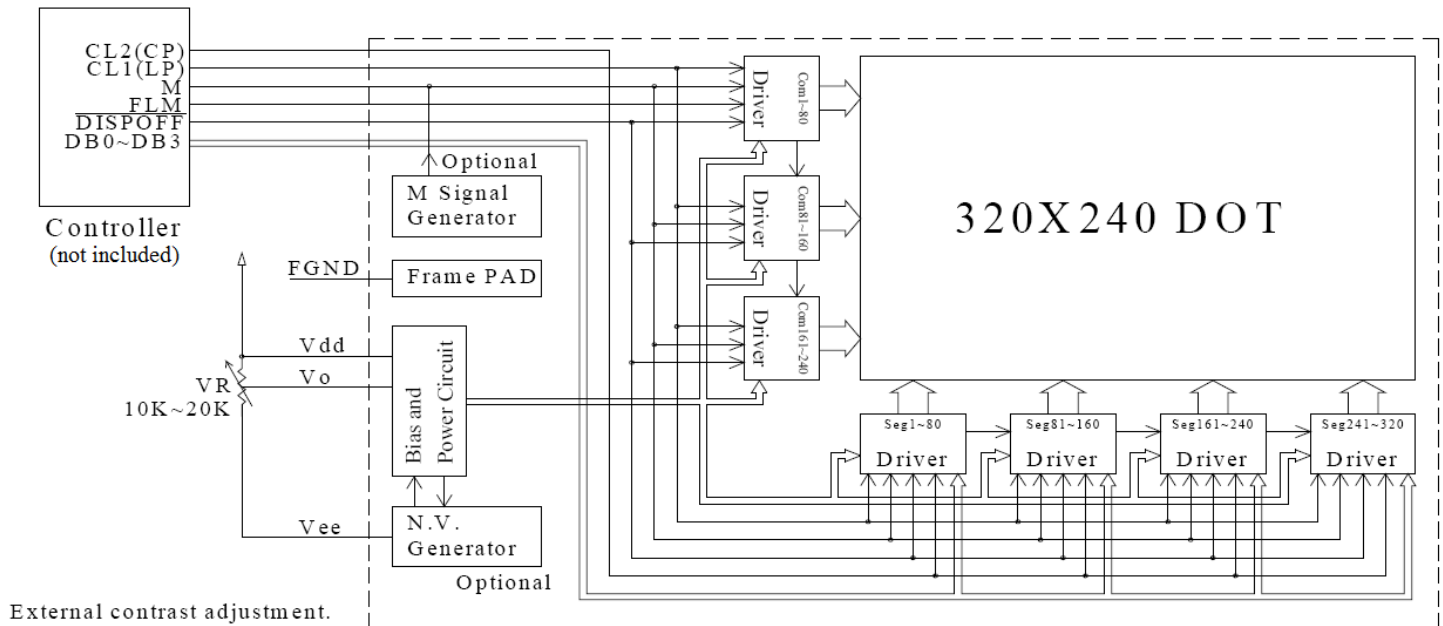 CL2(CP)
CL1(LP)
M
FLM
DISPOFF
DB0~DB3
Controller
(not included)
Optional
M Signal
Generator
FGND
Frame PAD
Vdd
Vo
VR
10K~20K
Bias and
Power Circuit
Vee
N.V.
Generator
Optional
External contrast adjustment.
Driver
Com1~80
Driver
Com81~160
Driver
Com161~240
320X240 DOT
Seg1~80
Driver
Seg81~160
Driver
Seg161~240
Driver
Seg241~320
Driver